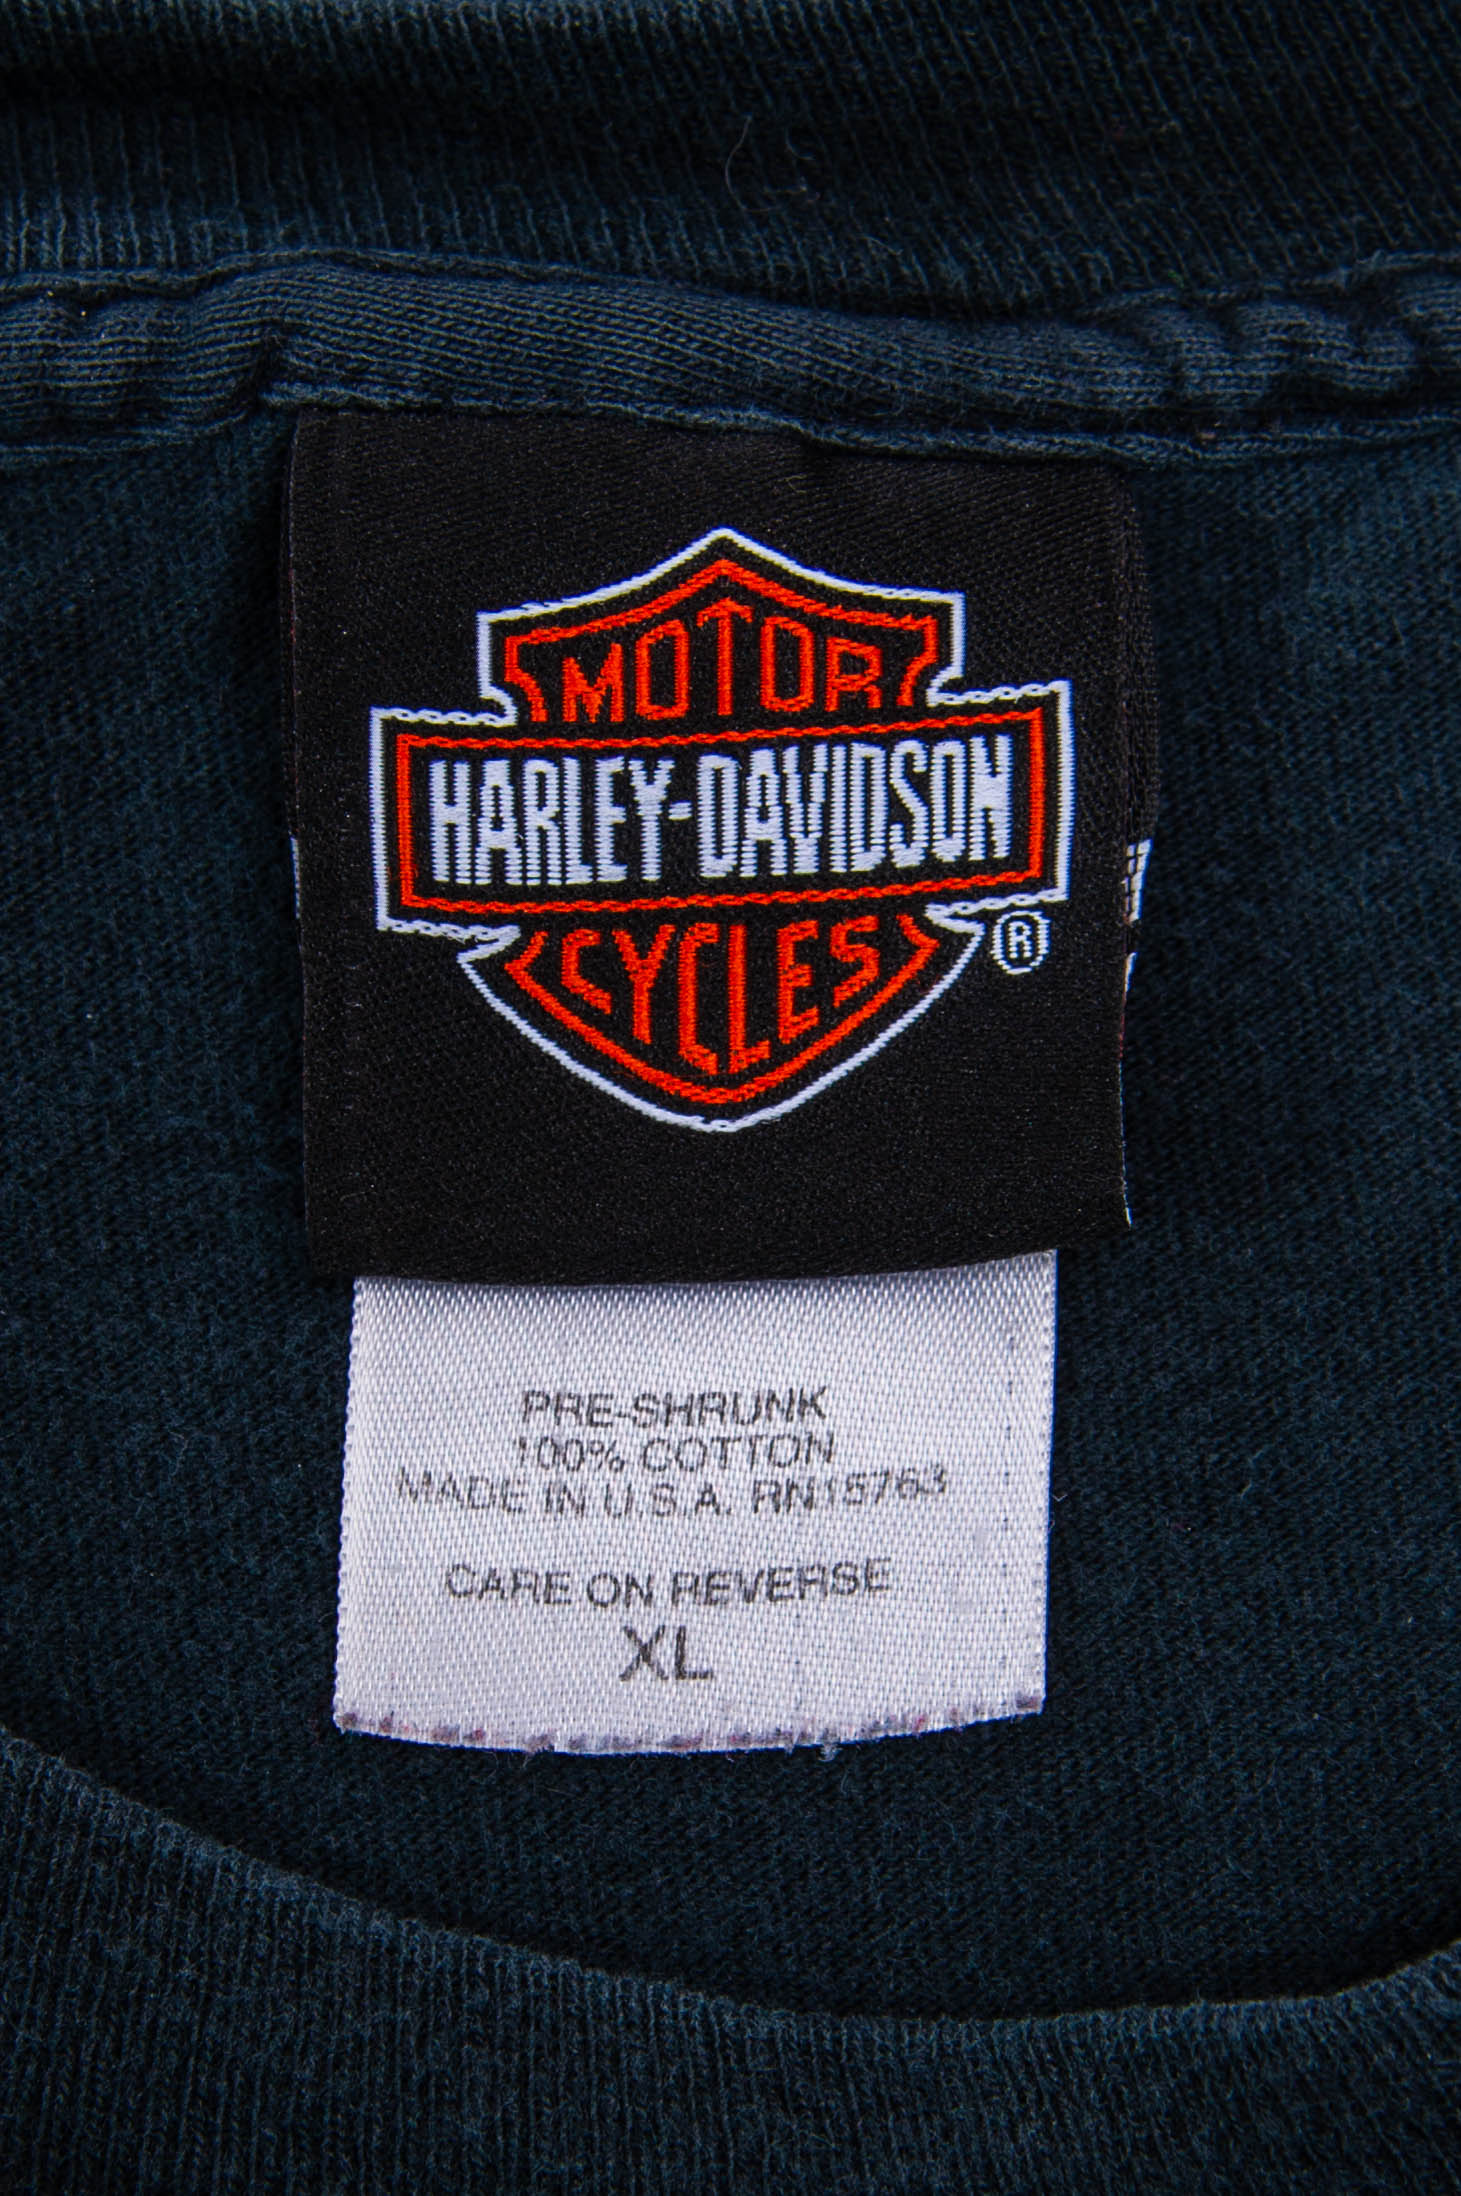 MOTOR
HARLEY-DAVIDSON
CYCLES
®
PRE-SHRUNK
100% COTTON
MADE IN U.S.A. RN15763
CARE ON REVERSE
XL